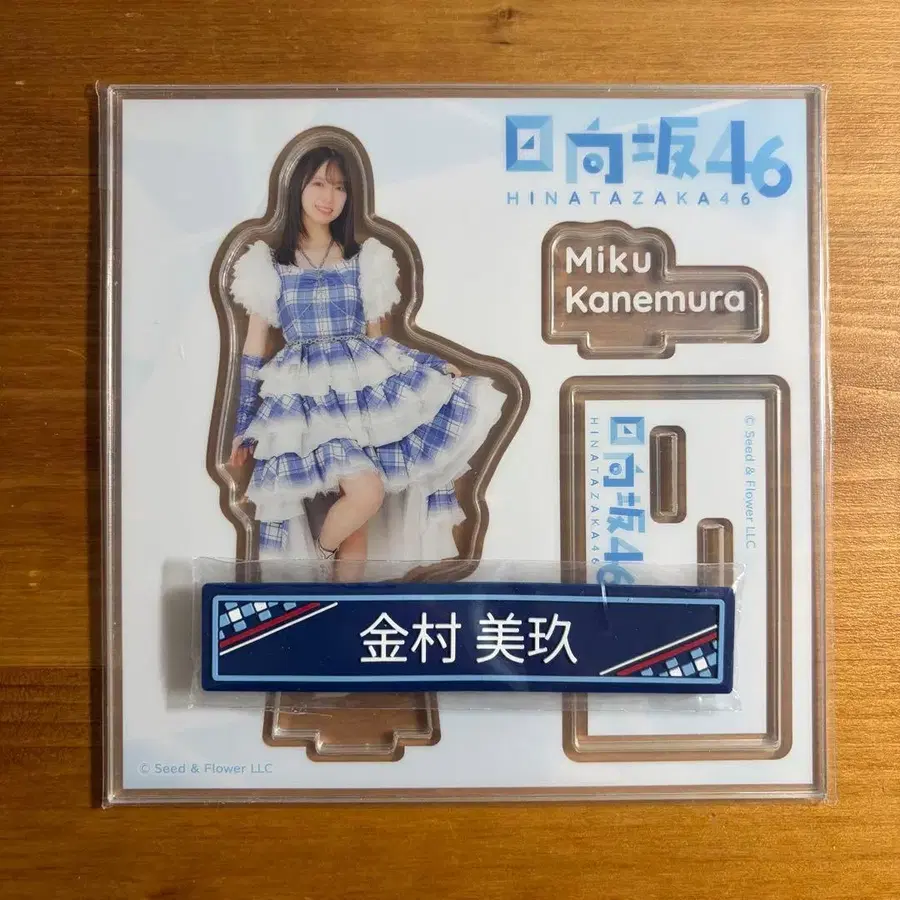 日向坂46
HINATAZAKA46
Miku
Kanemura
日向坂46
HINATAZAKA46
© Seed & Flower LLC
金村 美玖
© Seed & Flower LLC